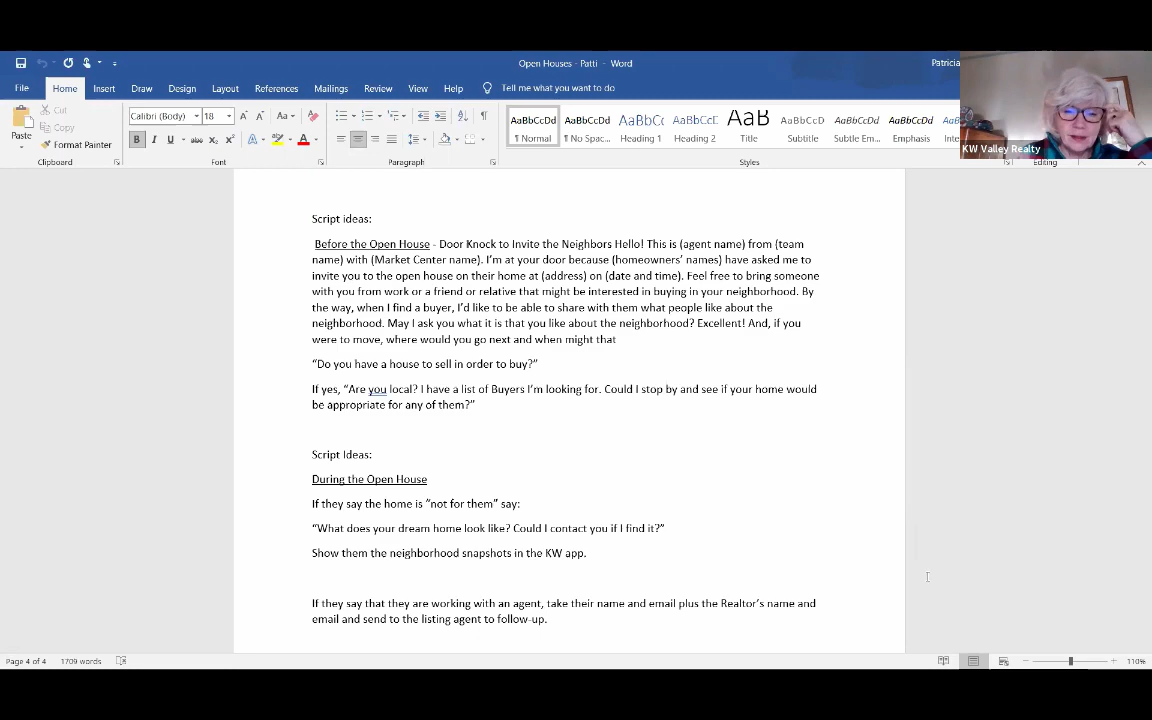 Open Houses - Patti - Word
Patricia
File Home Insert Draw Design Layout References Mailings Review View Help Tell me what you want to do
Paste
Cut
Copy
Format Painter
Clipboard
Calibri (Body) 18
Font
Paragraph
AaBbCcDd AaBbCcDd AaBbCc AaBbCcE AaB AaBbCcDd AaBbCcDd AaBbCcDd
¶ Normal ¶ No Spac... Heading 1 Heading 2 Title Subtitle Subtle Em... Emphasis
Styles
Editing
KW Valley Realty
Script ideas:
Before the Open House - Door Knock to Invite the Neighbors Hello! This is (agent name) from (team
name) with (Market Center name). I’m at your door because (homeowners’ names) have asked me to
invite you to the open house on their home at (address) on (date and time). Feel free to bring someone
with you from work or a friend or relative that might be interested in buying in your neighborhood. By
the way, when I find a buyer, I’d like to be able to share with them what people like about the
neighborhood. May I ask you what it is that you like about the neighborhood? Excellent! And, if you
were to move, where would you go next and when might that
“Do you have a house to sell in order to buy?”
If yes, “Are you local? I have a list of Buyers I’m looking for. Could I stop by and see if your home would
be appropriate for any of them?”
Script Ideas:
During the Open House
If they say the home is “not for them” say:
“What does your dream home look like? Could I contact you if I find it?”
Show them the neighborhood snapshots in the KW app.
If they say that they are working with an agent, take their name and email plus the Realtor’s name and
email and send to the listing agent to follow-up.
Page 4 of 4 1709 words
110%